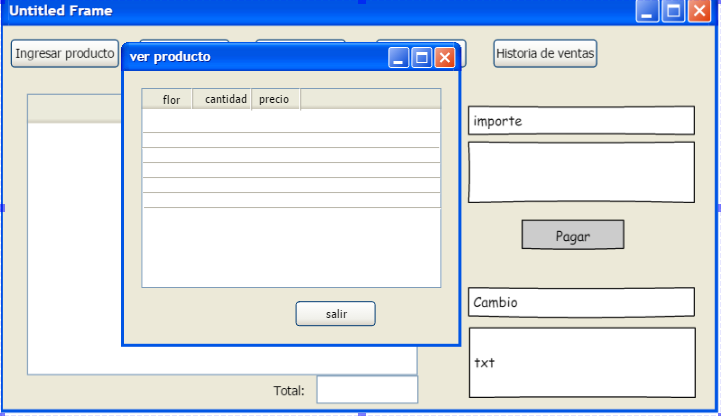 Untitled Frame
Ingresar producto
Historia de ventas
ver producto
flor cantidad precio
salir
importe
Pagar
Cambio
txt
Total: